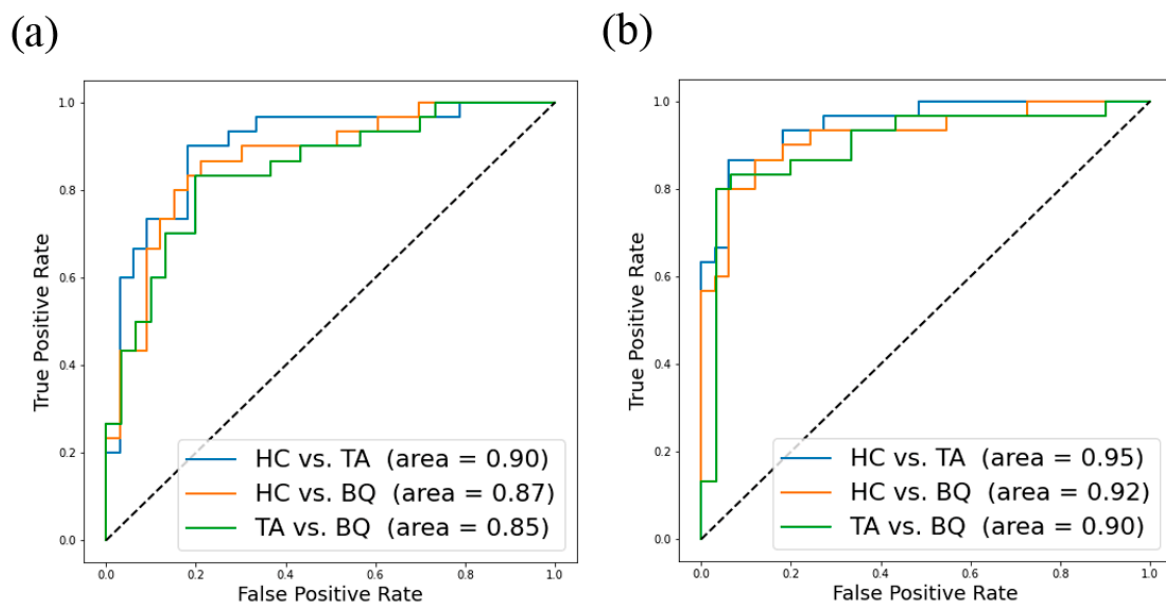 (a)
True Positive Rate
1.0
0.8
0.6
0.4
0.2
0.0
HC vs. TA (area = 0.90)
HC vs. BQ (area = 0.87)
TA vs. BQ (area = 0.85)
0.0 0.2 0.4 0.6 0.8 1.0
False Positive Rate
(b)
True Positive Rate
1.0
0.8
0.6
0.4
0.2
0.0
HC vs. TA (area = 0.95)
HC vs. BQ (area = 0.92)
TA vs. BQ (area = 0.90)
0.0 0.2 0.4 0.6 0.8 1.0
False Positive Rate